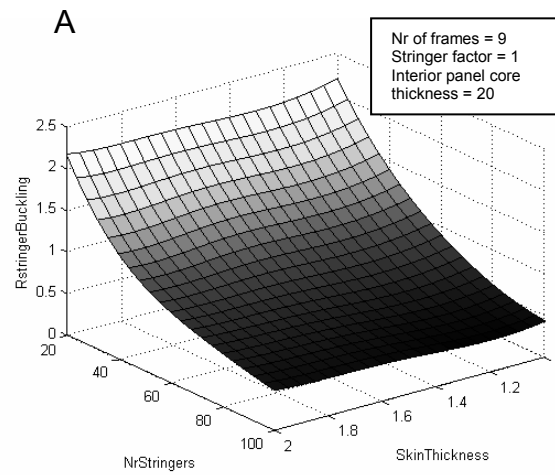 A
Nr of frames = 9
Stringer factor = 1
Interior panel core
thickness = 20
2.5
2
1.5
1
0.5
0
RstringerBuckling
20
40
60
80
100
NrStringers
2
1.8
1.6
1.4
1.2
SkinThickness